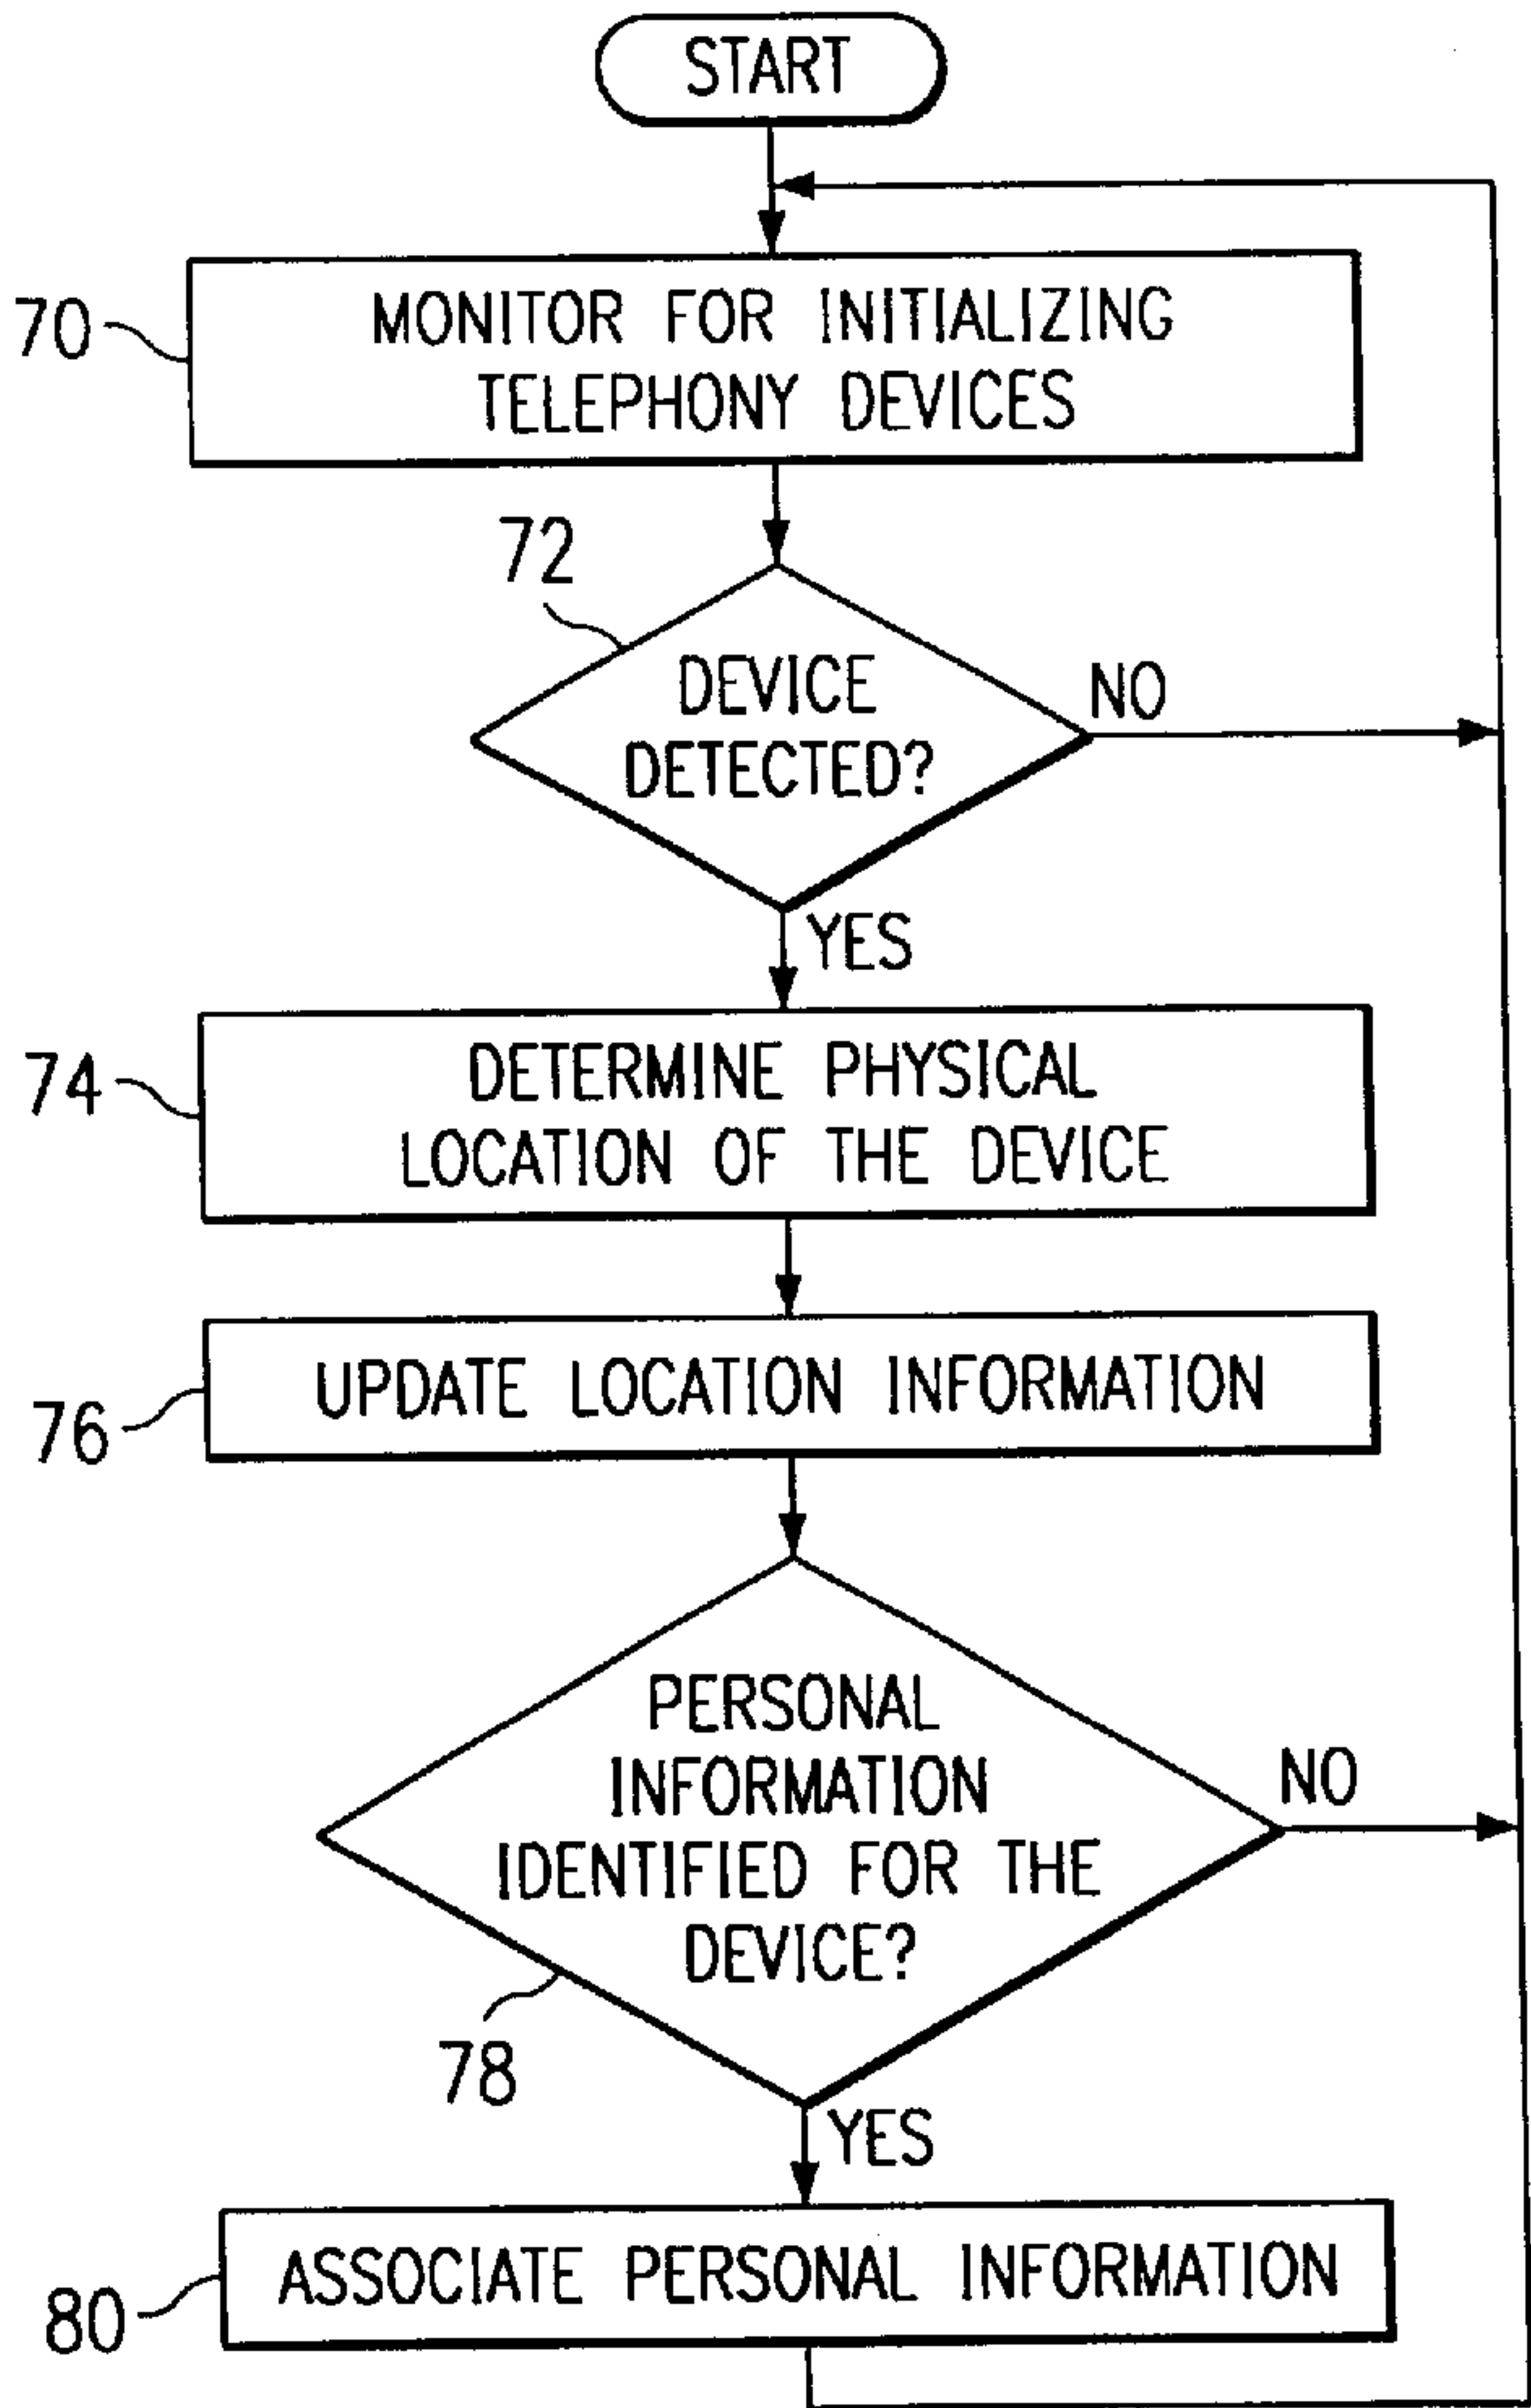 START
70
MONITOR FOR INITIALIZING
TELEPHONY DEVICES
72
DEVICE
DETECTED?
NO
YES
74
DETERMINE PHYSICAL
LOCATION OF THE DEVICE
76
UPDATE LOCATION INFORMATION
PERSONAL
INFORMATION
IDENTIFIED FOR THE
DEVICE?
NO
78
YES
80
ASSOCIATE PERSONAL INFORMATION